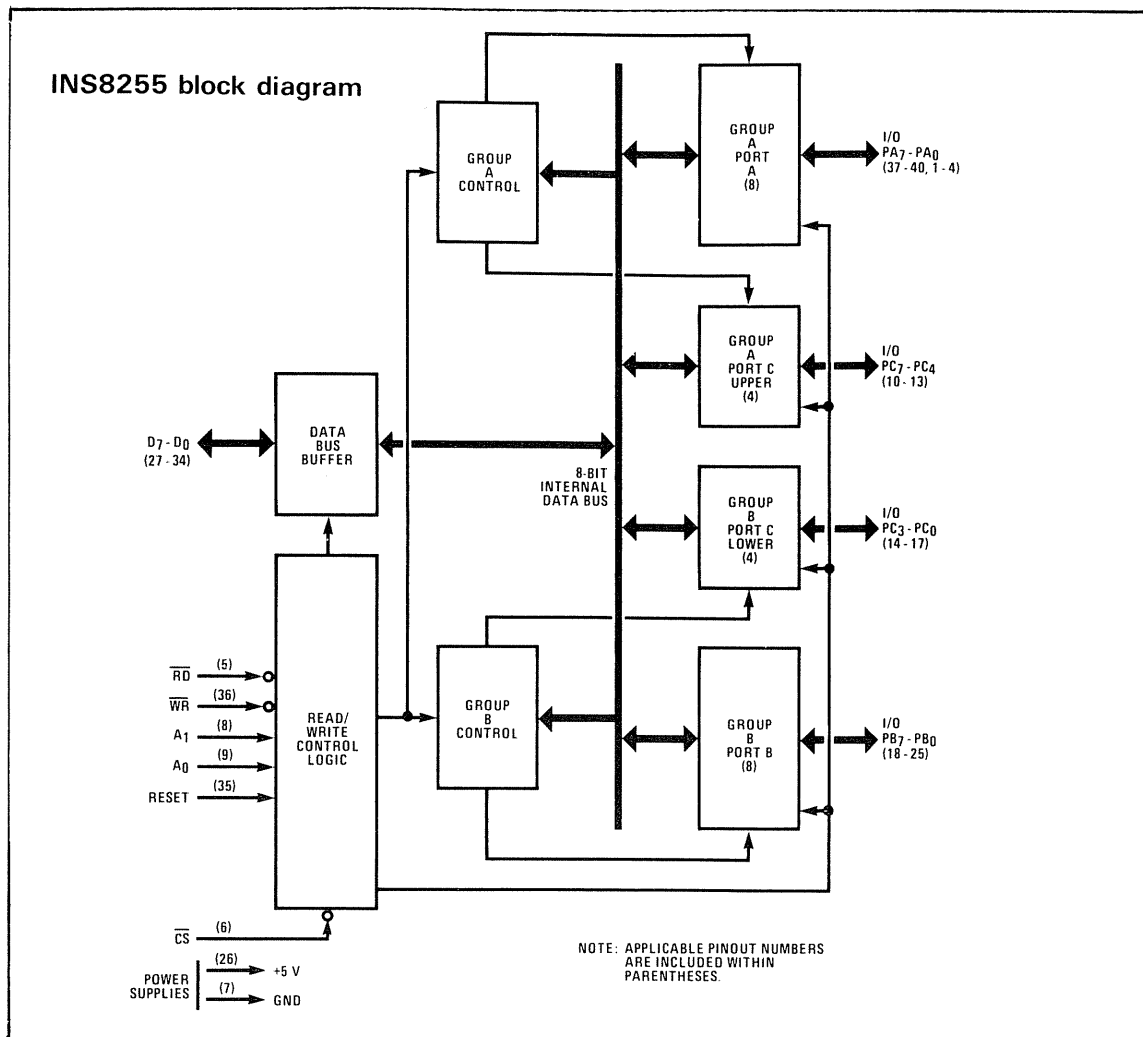 INS8255 block diagram
GROUP
A
CONTROL
GROUP
A
PORT
A
(8)
I/O
PA7 - PA0
(37 - 40, 1 - 4)
GROUP
A
PORT C
UPPER
(4)
I/O
PC7 - PC4
(10 - 13)
D7 - D0
(27 - 34)
DATA
BUS
BUFFER
8-BIT
INTERNAL
DATA BUS
GROUP
B
PORT C
LOWER
(4)
I/O
PC3 - PC0
(14 - 17)
RD (5)
WR (36)
A1 (8)
A0 (9)
RESET (35)
READ/
WRITE
CONTROL
LOGIC
GROUP
B
CONTROL
GROUP
B
PORT B
(8)
I/O
PB7 - PB0
(18 - 25)
CS (6)
POWER
SUPPLIES
(26) +5 V
(7) GND
NOTE: APPLICABLE PINOUT NUMBERS
ARE INCLUDED WITHIN
PARENTHESES.